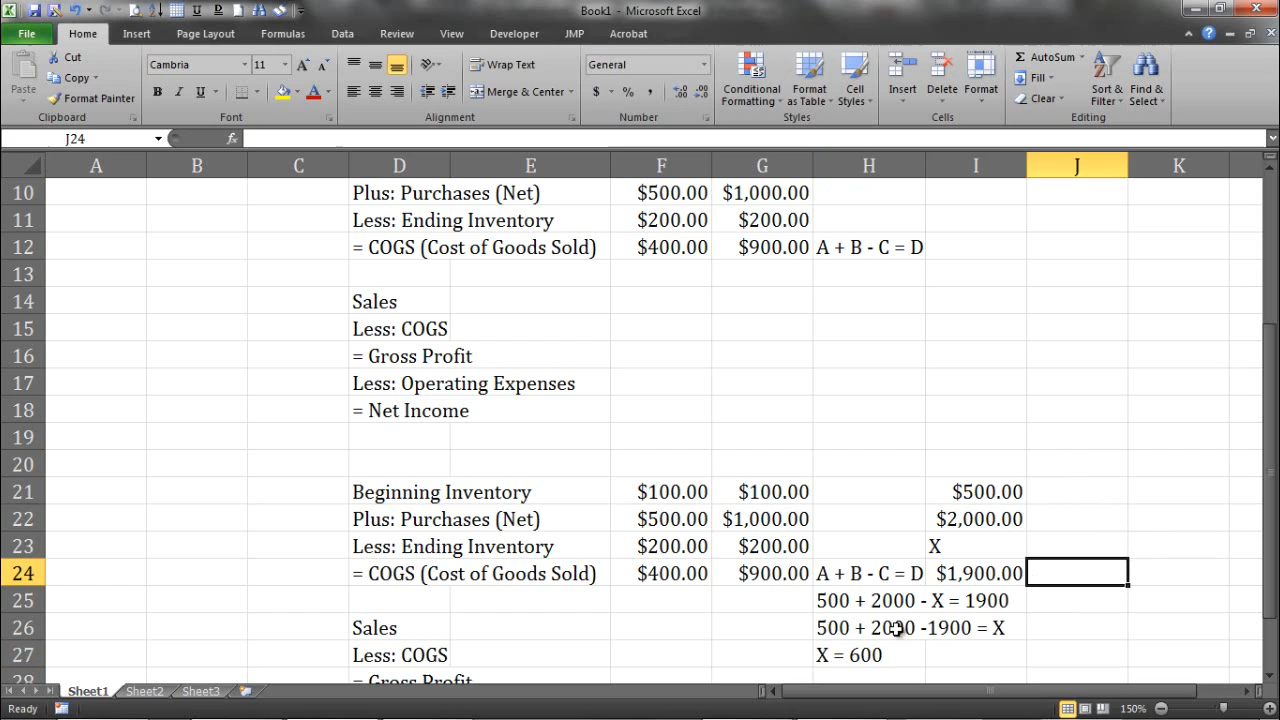 Book1 - Microsoft Excel
File Home Insert Page Layout Formulas Data Review View Developer JMP Acrobat
Cut Cambria 11 A A Wrap Text General Σ AutoSum
Paste Copy Conditional Formatting Format as Table Cell Styles Insert Delete Format Fill Sort & Filter Find & Select
Format Painter B I U A Merge & Center $ % , Clear
Clipboard Font Alignment Number Styles Cells Editing
J24 fx
A B C D E F G H I J K
10 Plus: Purchases (Net) $500.00 $1,000.00
11 Less: Ending Inventory $200.00 $200.00
12 = COGS (Cost of Goods Sold) $400.00 $900.00 A + B - C = D
13
14 Sales
15 Less: COGS
16 = Gross Profit
17 Less: Operating Expenses
18 = Net Income
19
20
21 Beginning Inventory $100.00 $100.00 $500.00
22 Plus: Purchases (Net) $500.00 $1,000.00 $2,000.00
23 Less: Ending Inventory $200.00 $200.00 X
24 = COGS (Cost of Goods Sold) $400.00 $900.00 A + B - C = D $1,900.00
25 500 + 2000 - X = 1900
26 Sales 500 + 2000 -1900 = X
27 Less: COGS X = 600
28 = Gross Profit
Sheet1 Sheet2 Sheet3
Ready 150%